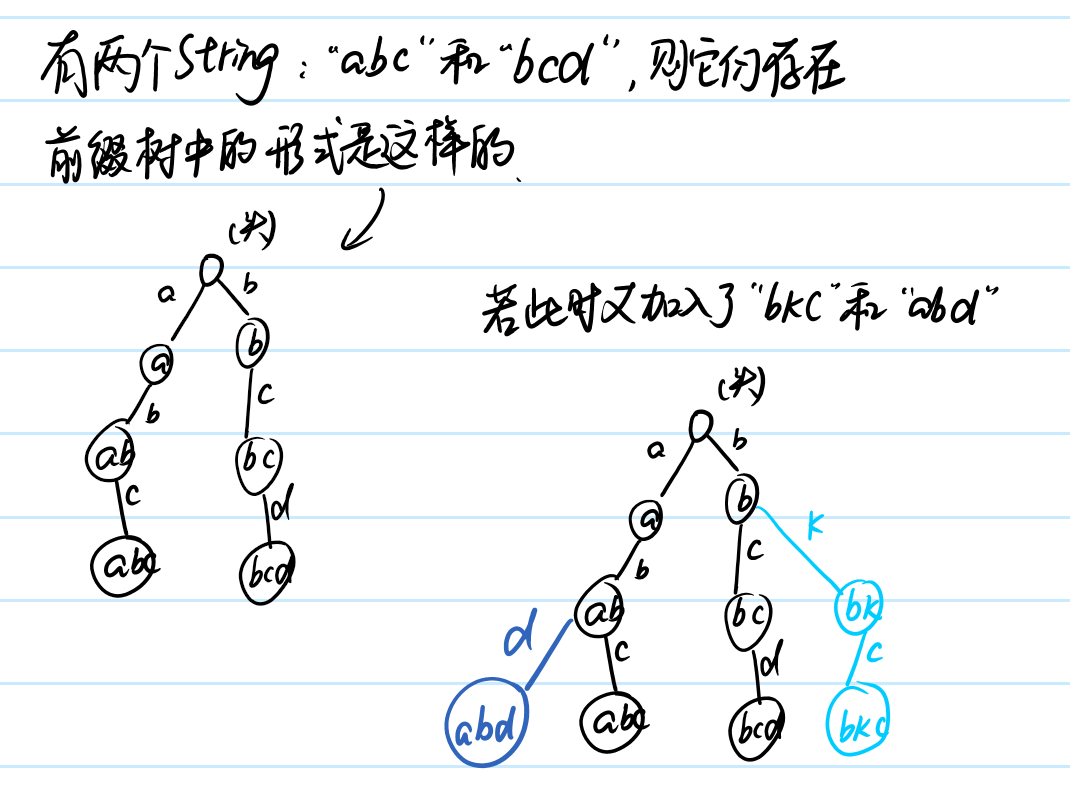 有两个String："abc"和"bcd"，则它们存在
前缀树中的形式是这样的、
(头)
a b
a b
b c
ab bc
c d
abc bcd
若此时又加入了"bkc"和"abd"
(头)
a b
a b
k
b c
ab bc bk
d c d c
abd abc bcd bkc